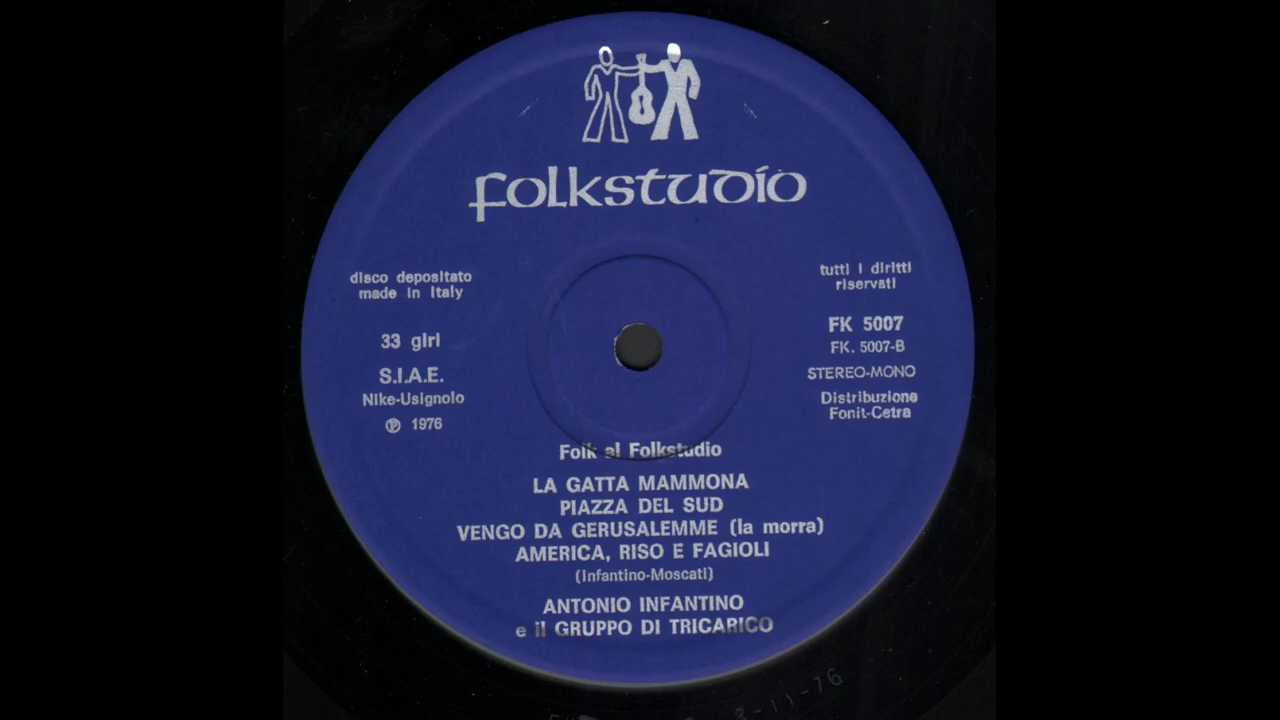 folkstudio
disco depositato
made in Italy
33 giri
S.I.A.E.
Nike-Usignolo
℗ 1976
tutti i diritti
riservati
FK 5007
FK. 5007-B
STEREO-MONO
Distribuzione
Fonit-Cetra
Folk al Folkstudio
LA GATTA MAMMONA
PIAZZA DEL SUD
VENGO DA GERUSALEMME (la morra)
AMERICA, RISO E FAGIOLI
(Infantino-Moscati)
ANTONIO INFANTINO
e il GRUPPO DI TRICARICO